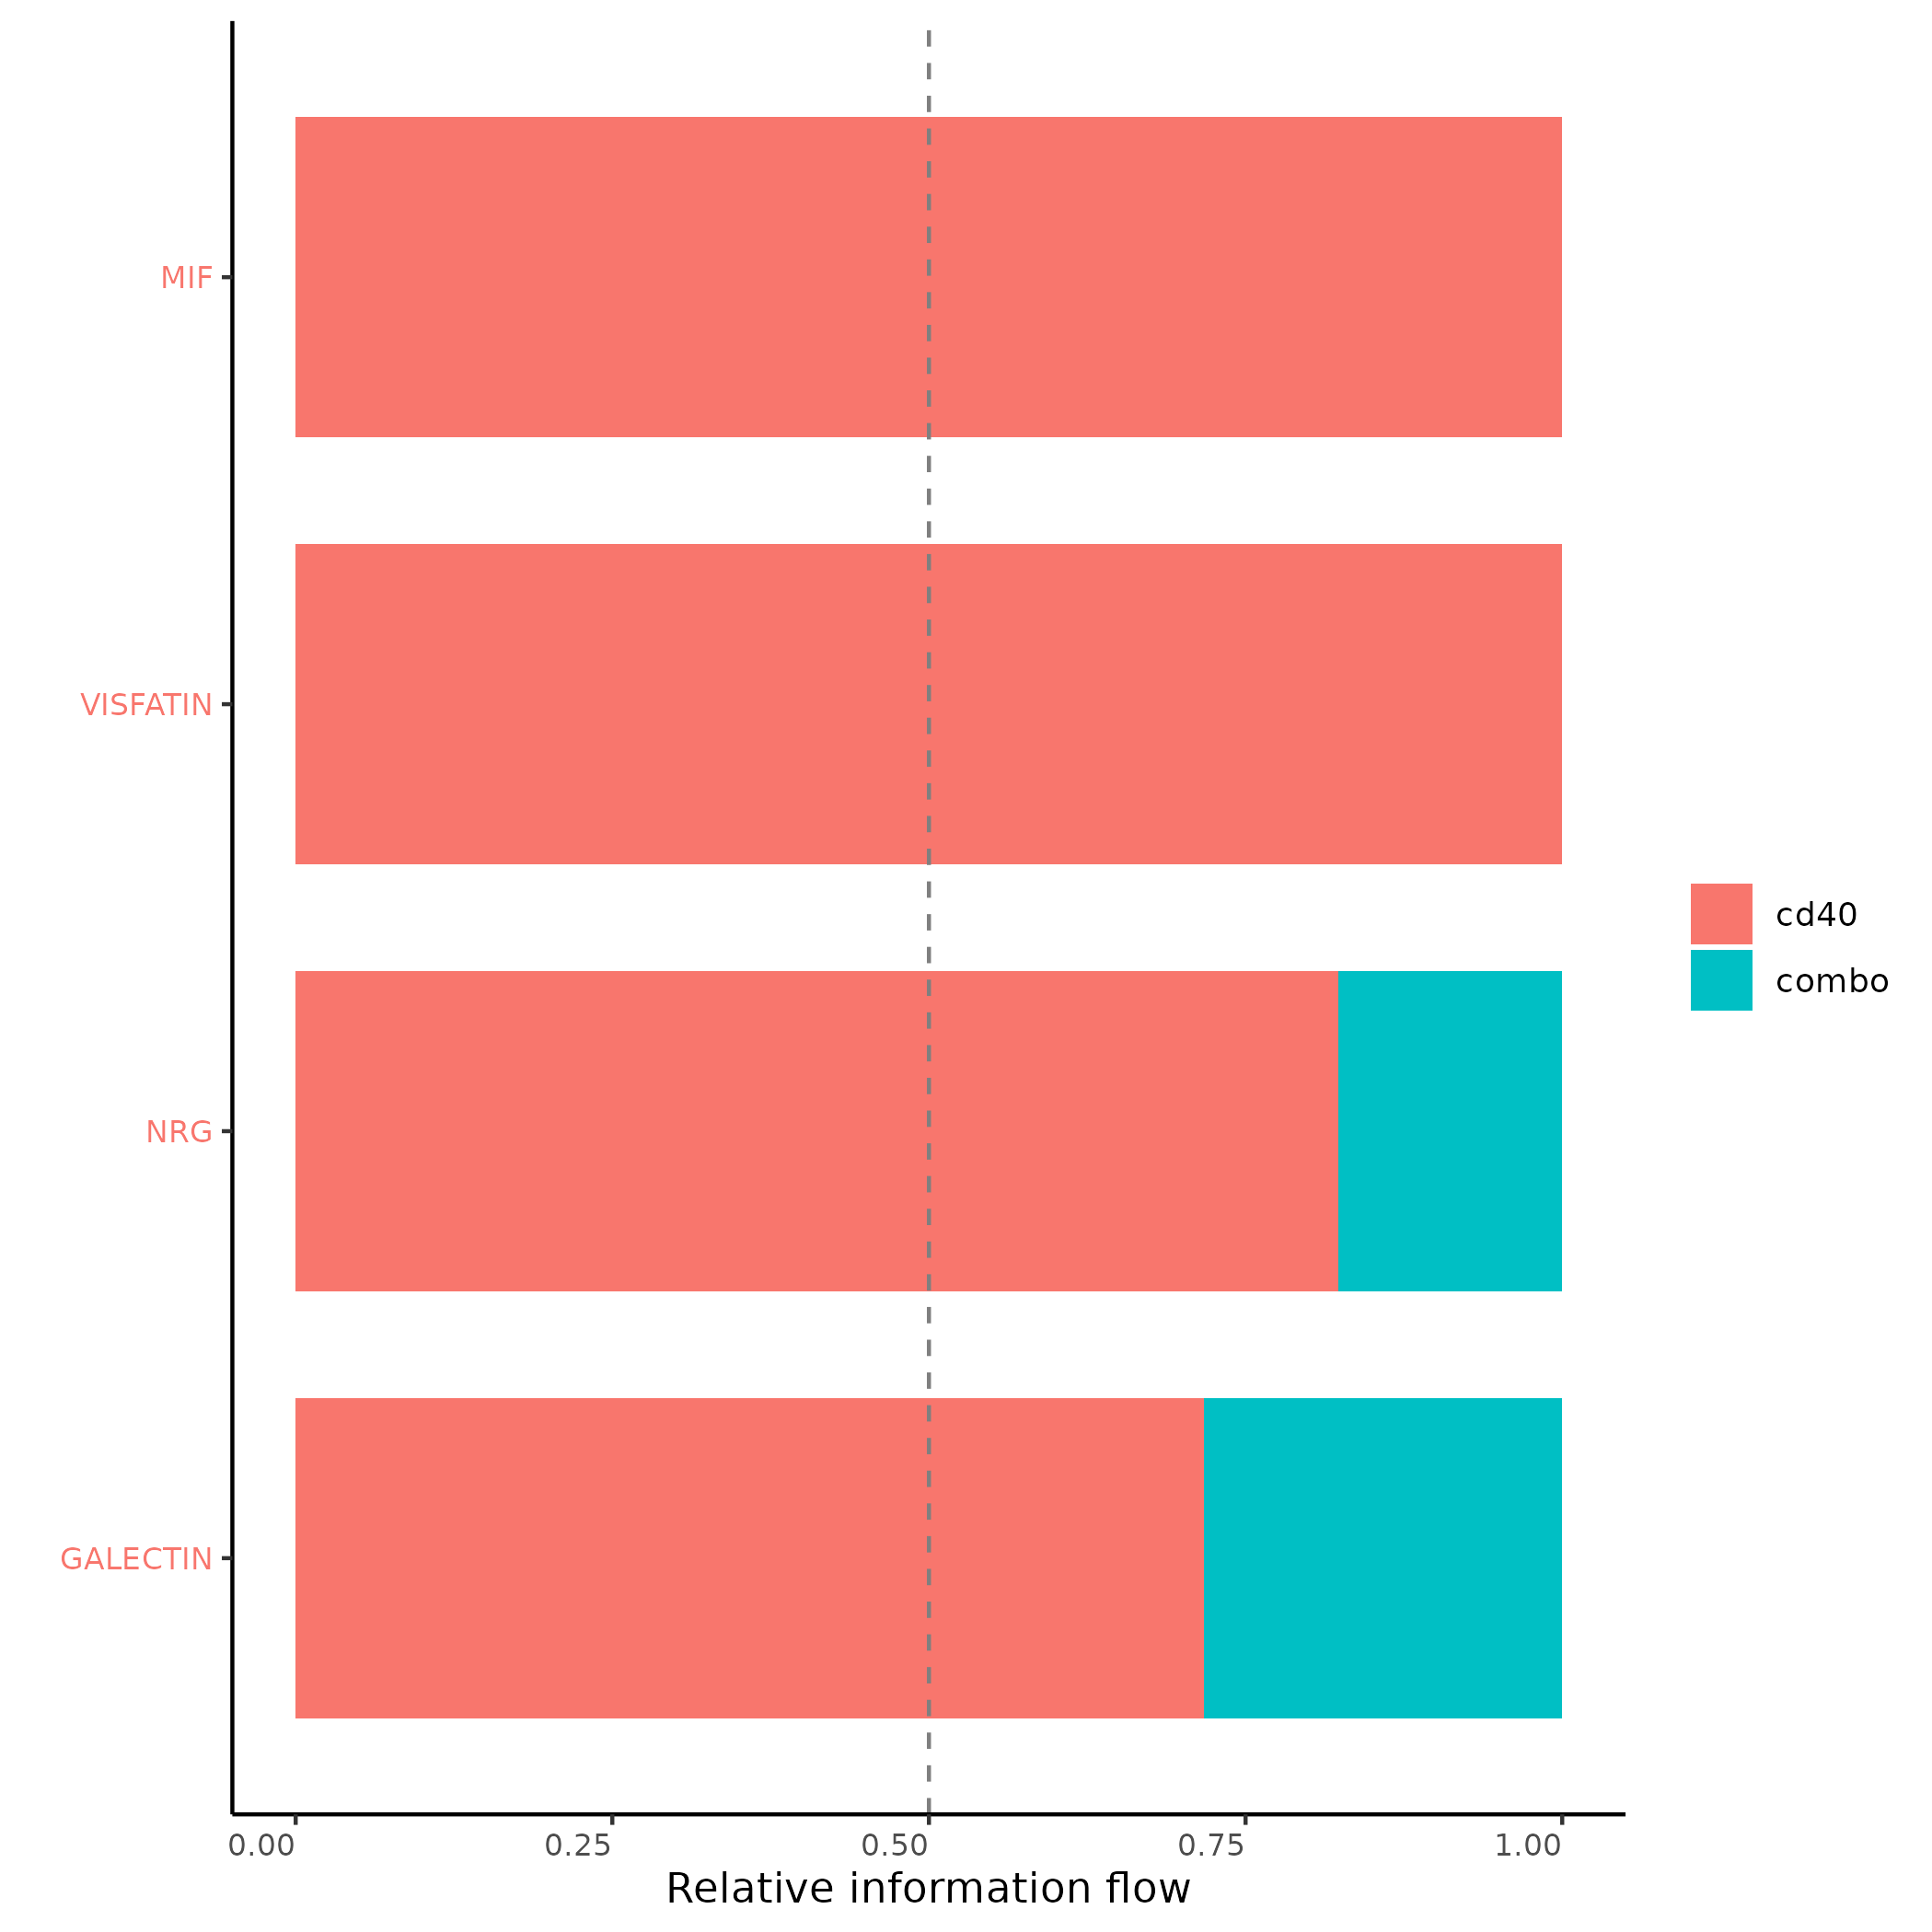 MIF
VISFATIN
NRG
GALECTIN
0.00 0.25 0.50 0.75 1.00
Relative information flow
cd40
combo